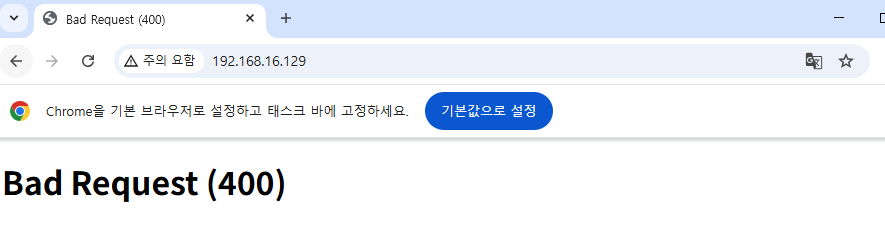 Bad Request (400)
주의 요함 192.168.16.129
Chrome을 기본 브라우저로 설정하고 태스크 바에 고정하세요. 기본값으로 설정
Bad Request (400)